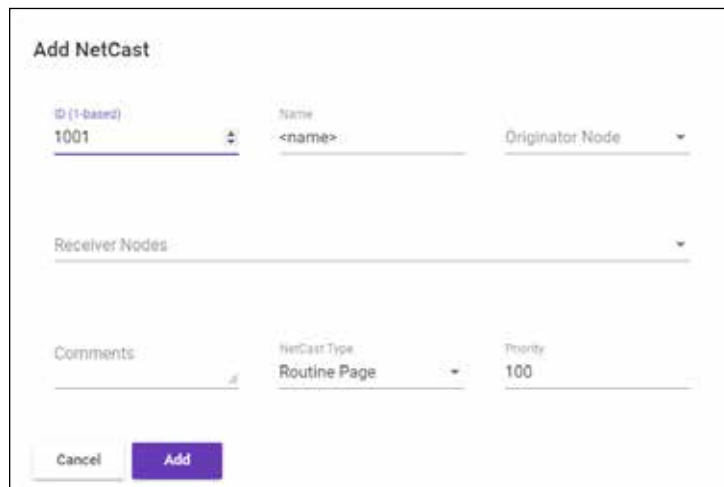 Add NetCast
ID (1-based) Name
1001 <name> Originator Node
Receiver Nodes
Comments NetCast Type Priority
Routine Page 100
Cancel Add